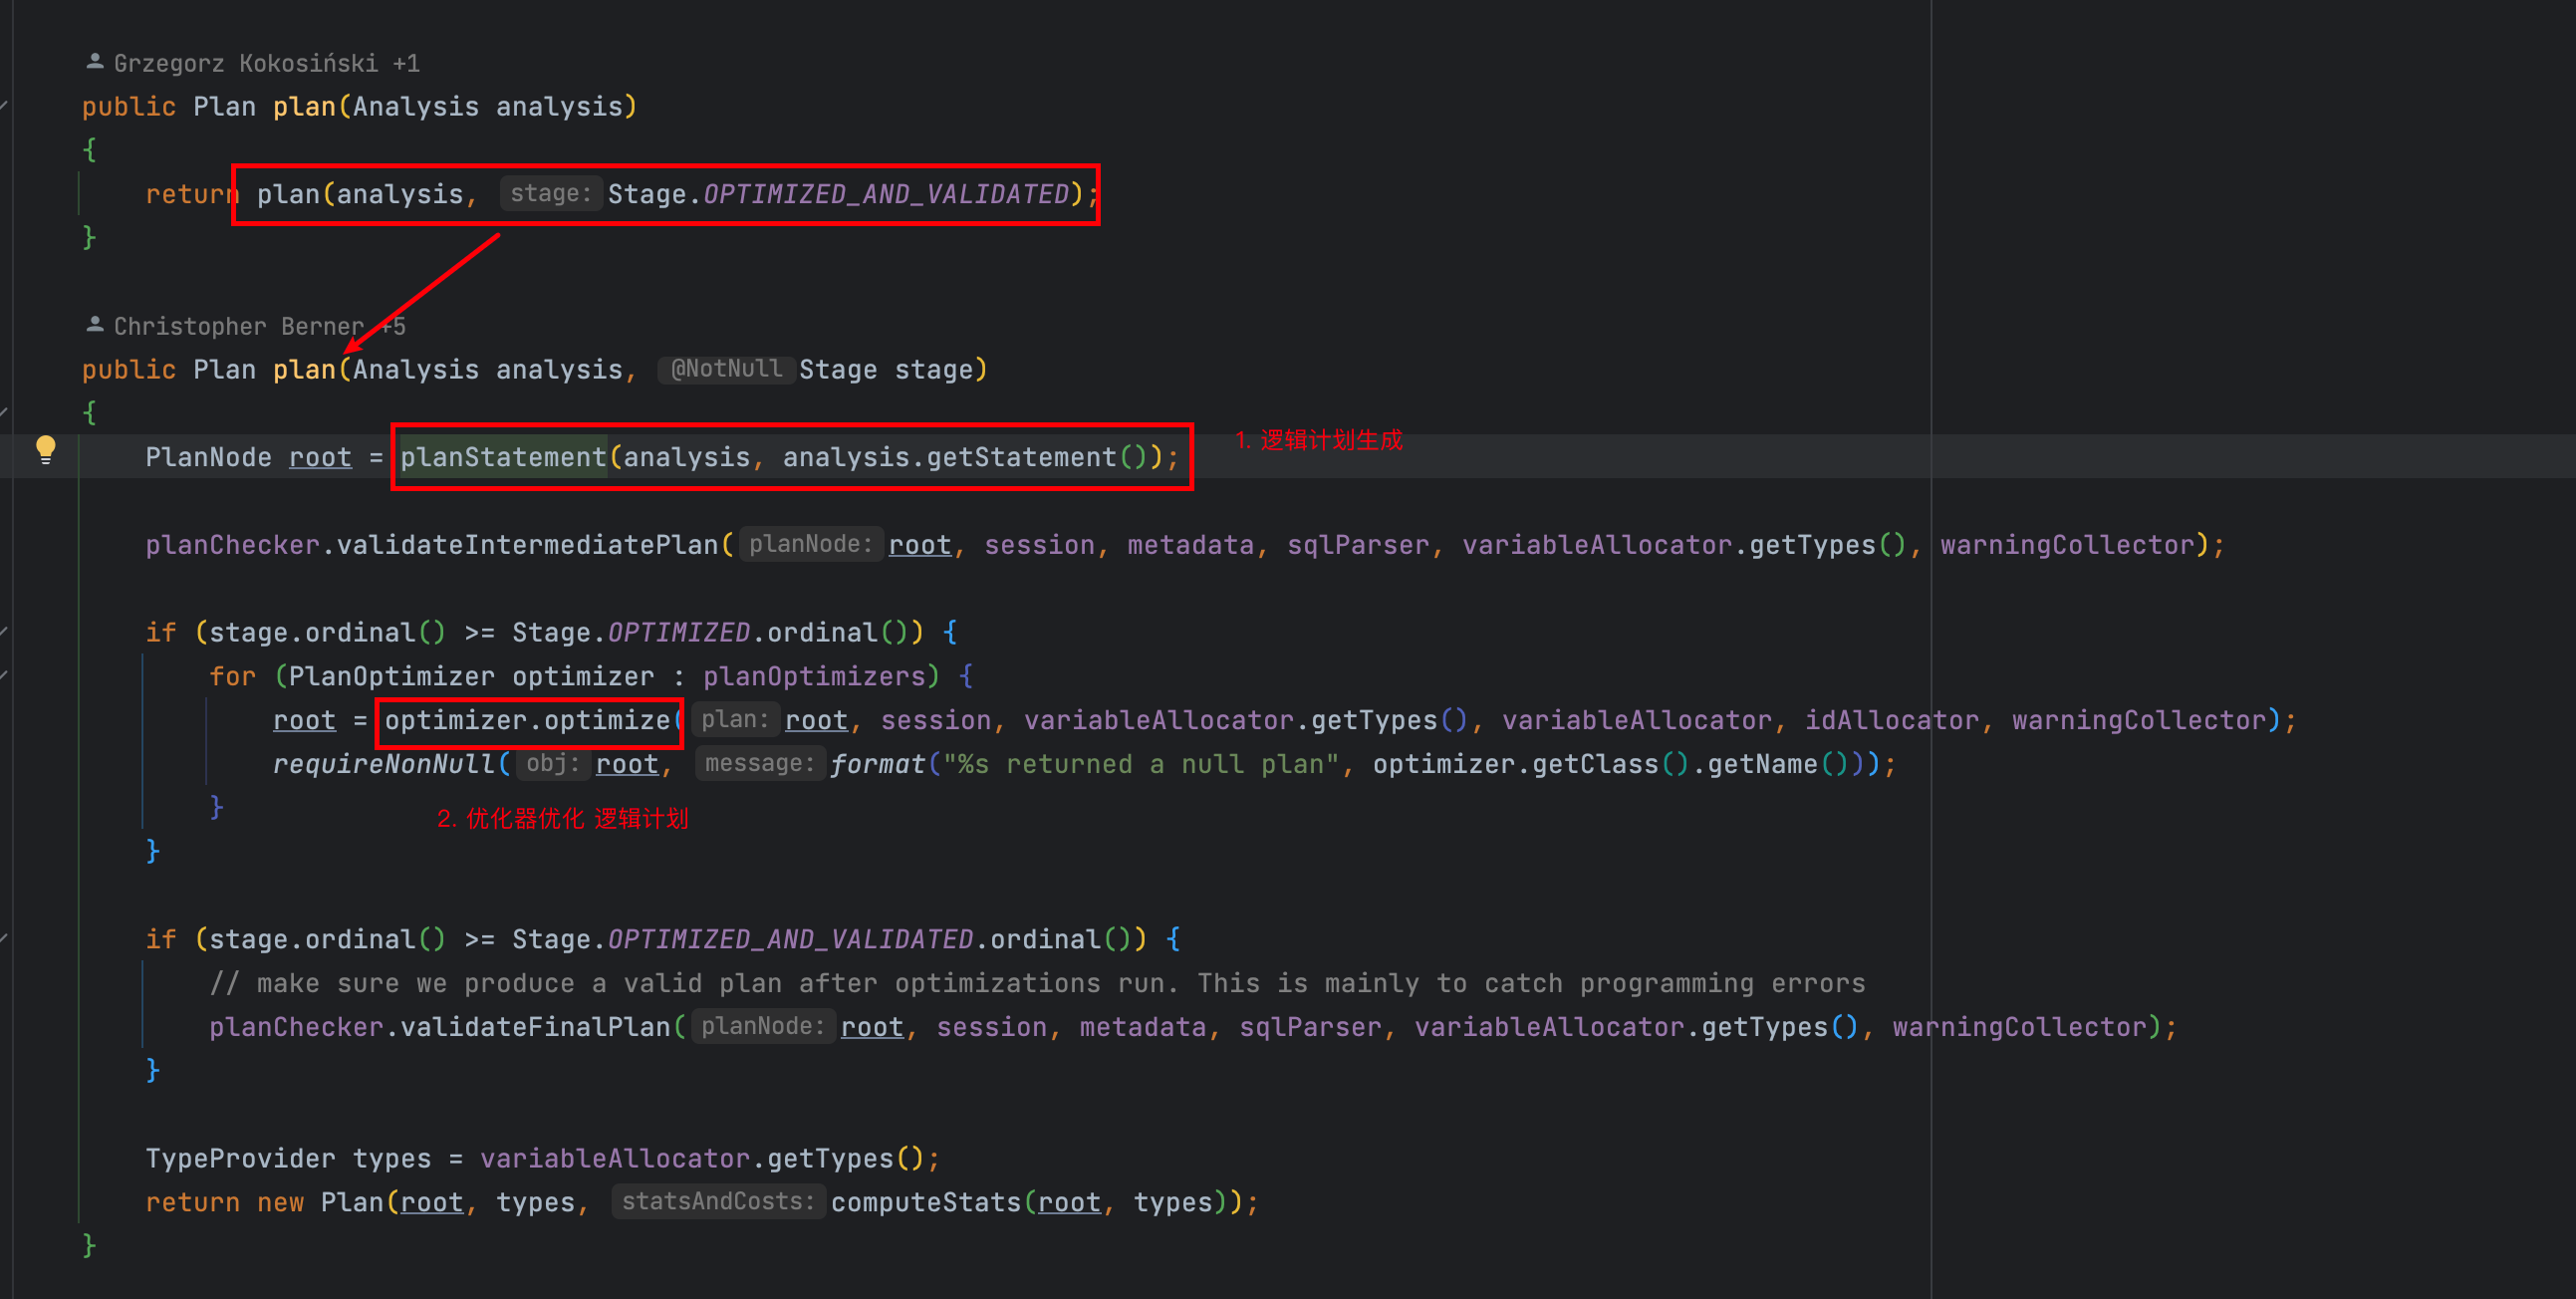 Grzegorz Kokosiński +1
public Plan plan(Analysis analysis)
{
return plan(analysis, stage: Stage.OPTIMIZED_AND_VALIDATED);
}
Christopher Berner +5
public Plan plan(Analysis analysis, @NotNull Stage stage)
{
PlanNode root = planStatement(analysis, analysis.getStatement());
1. 逻辑计划生成
planChecker.validateIntermediatePlan( planNode: root, session, metadata, sqlParser, variableAllocator.getTypes(), warningCollector);
if (stage.ordinal() >= Stage.OPTIMIZED.ordinal()) {
for (PlanOptimizer optimizer : planOptimizers) {
root = optimizer.optimize( plan: root, session, variableAllocator.getTypes(), variableAllocator, idAllocator, warningCollector);
requireNonNull( obj: root, message: format("%s returned a null plan", optimizer.getClass().getName()));
}
2. 优化器优化 逻辑计划
}
if (stage.ordinal() >= Stage.OPTIMIZED_AND_VALIDATED.ordinal()) {
// make sure we produce a valid plan after optimizations run. This is mainly to catch programming errors
planChecker.validateFinalPlan( planNode: root, session, metadata, sqlParser, variableAllocator.getTypes(), warningCollector);
}
TypeProvider types = variableAllocator.getTypes();
return new Plan(root, types, statsAndCosts: computeStats(root, types));
}